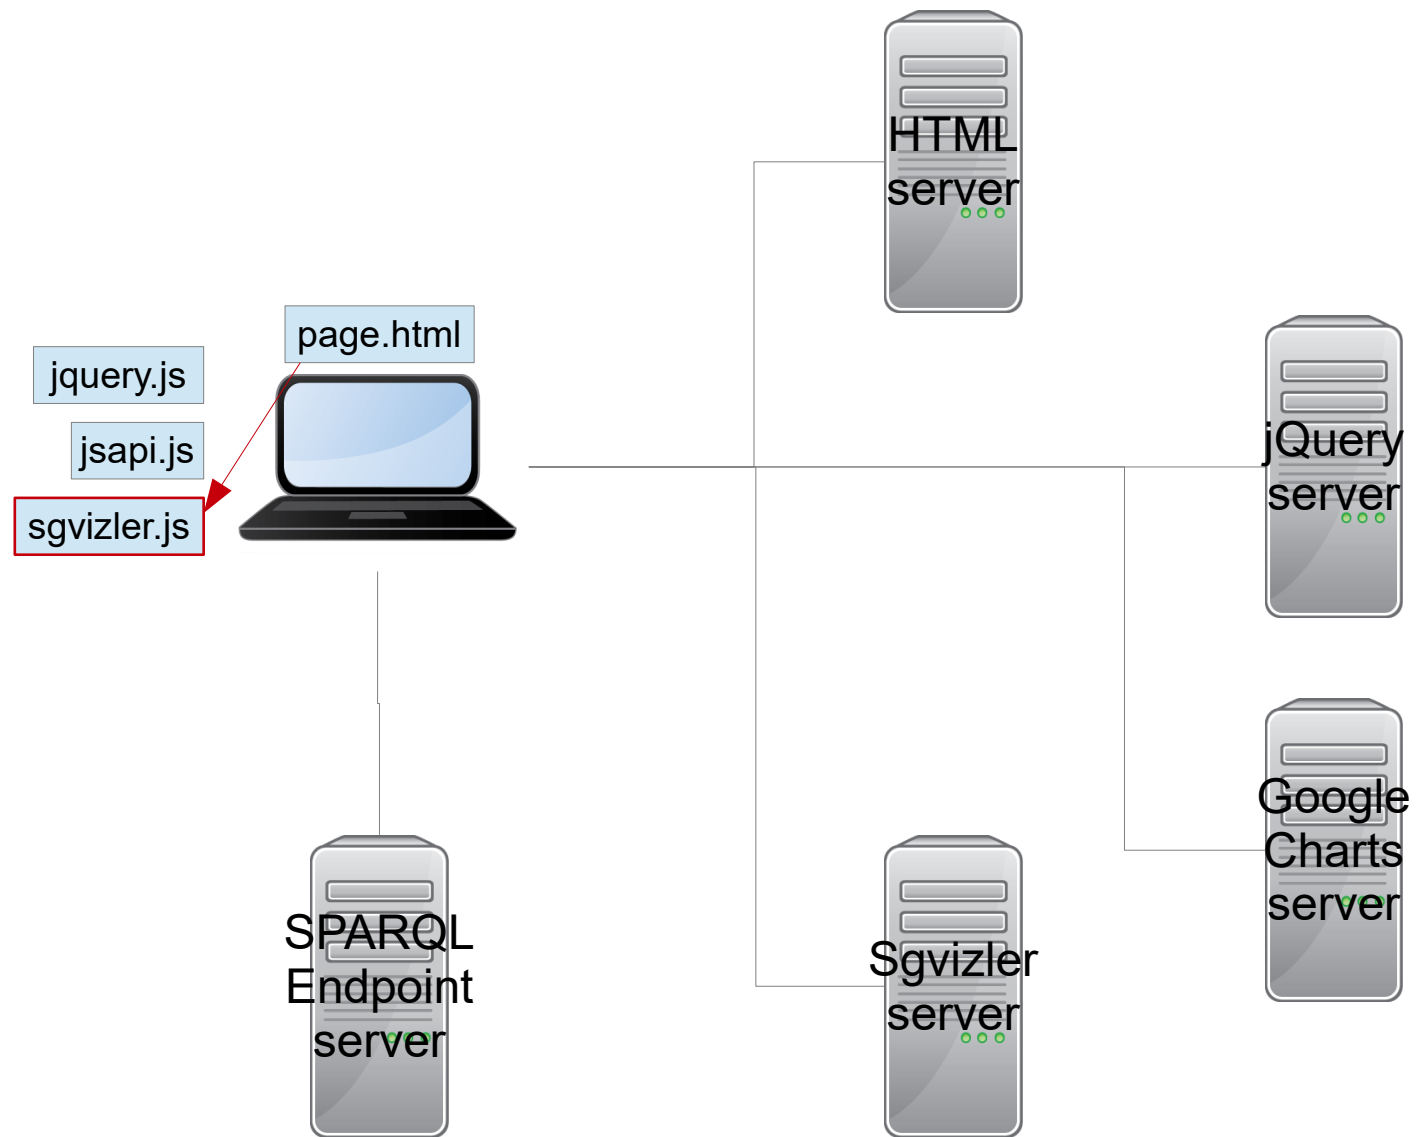 HTML
server
page.html
jquery.js
jsapi.js
sgvizler.js
jQuery
server
Google
Charts
server
SPARQL
Endpoint
server
Sgvizler
server